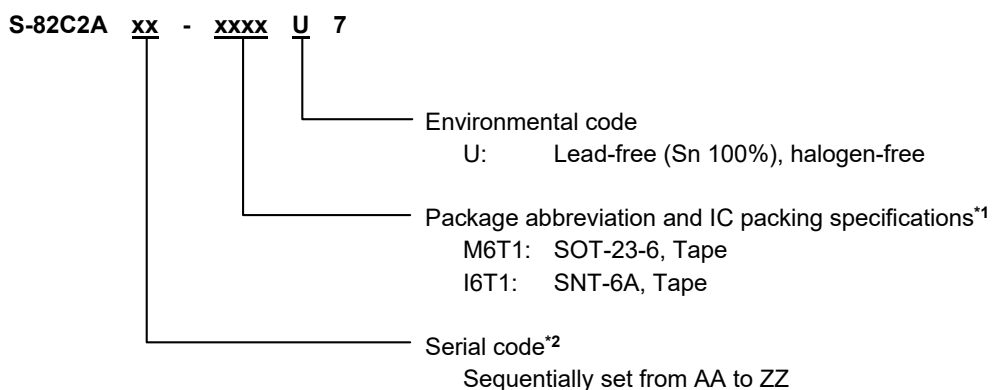 S-82C2A xx - xxxx U 7
Environmental code
U: Lead-free (Sn 100%), halogen-free
Package abbreviation and IC packing specifications*1
M6T1: SOT-23-6, Tape
I6T1: SNT-6A, Tape
Serial code*2
Sequentially set from AA to ZZ